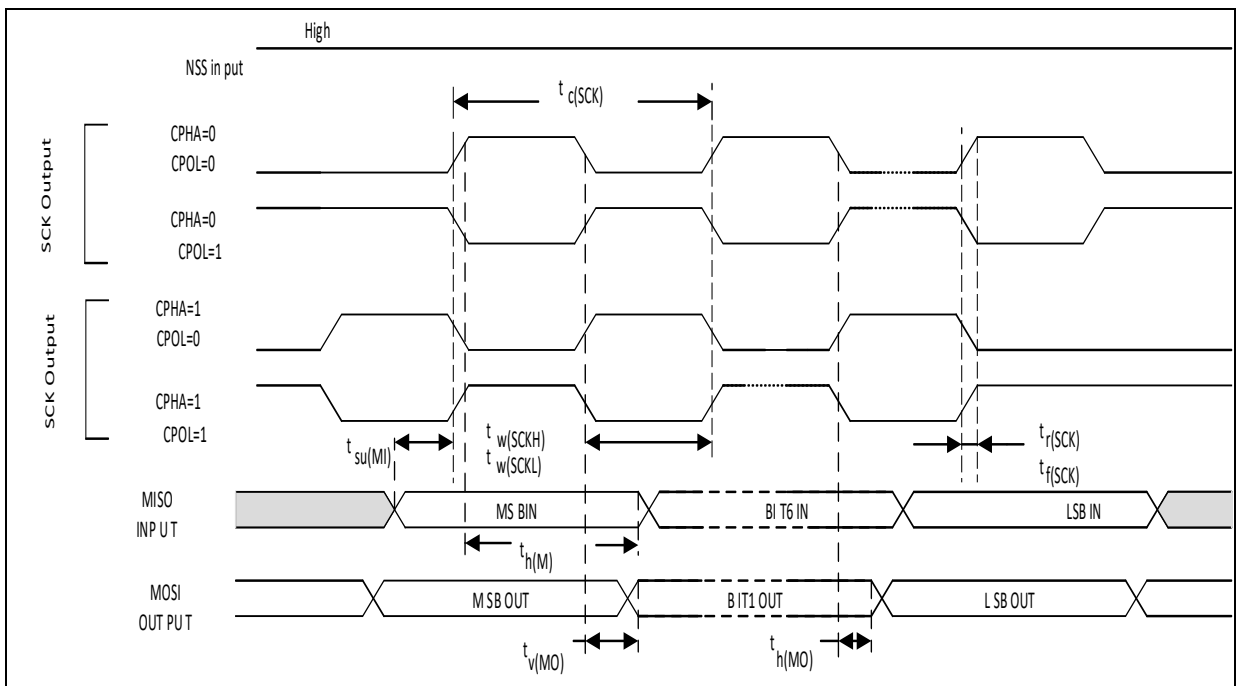 High
NSS in put
t c(SCK)
SCK Output
CPHA=0
CPOL=0
CPHA=0
CPOL=1
SCK Output
CPHA=1
CPOL=0
CPHA=1
CPOL=1
t su(MI)
t w(SCKH)
t w(SCKL)
t r(SCK)
t f(SCK)
MISO
INP U T
MS BIN
BI T6 IN
LSB IN
t h(M)
MOSI
OUT PU T
M SB OUT
B IT1 OUT
L SB OUT
t v(MO)
t h(MO)